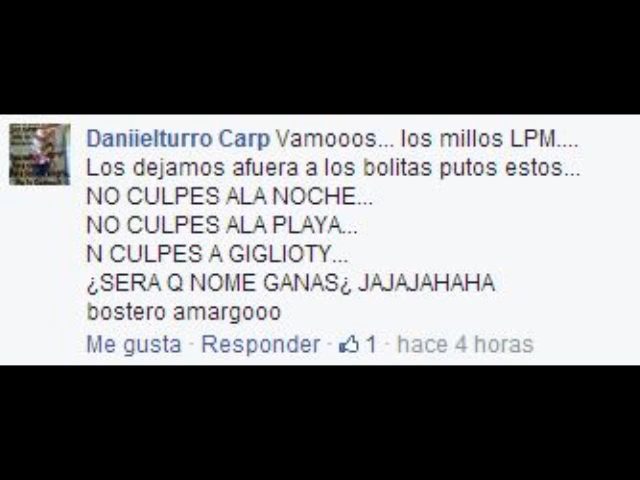 Daniielturro Carp Vamooos... los millos LPM....
Los dejamos afuera a los bolitas putos estos...
NO CULPES ALA NOCHE...
NO CULPES ALA PLAYA...
N CULPES A GIGLIOTY...
¿SERA Q NOME GANAS¿ JAJAJAHAHA
bostero amargooo
Me gusta · Responder · 1 · hace 4 horas